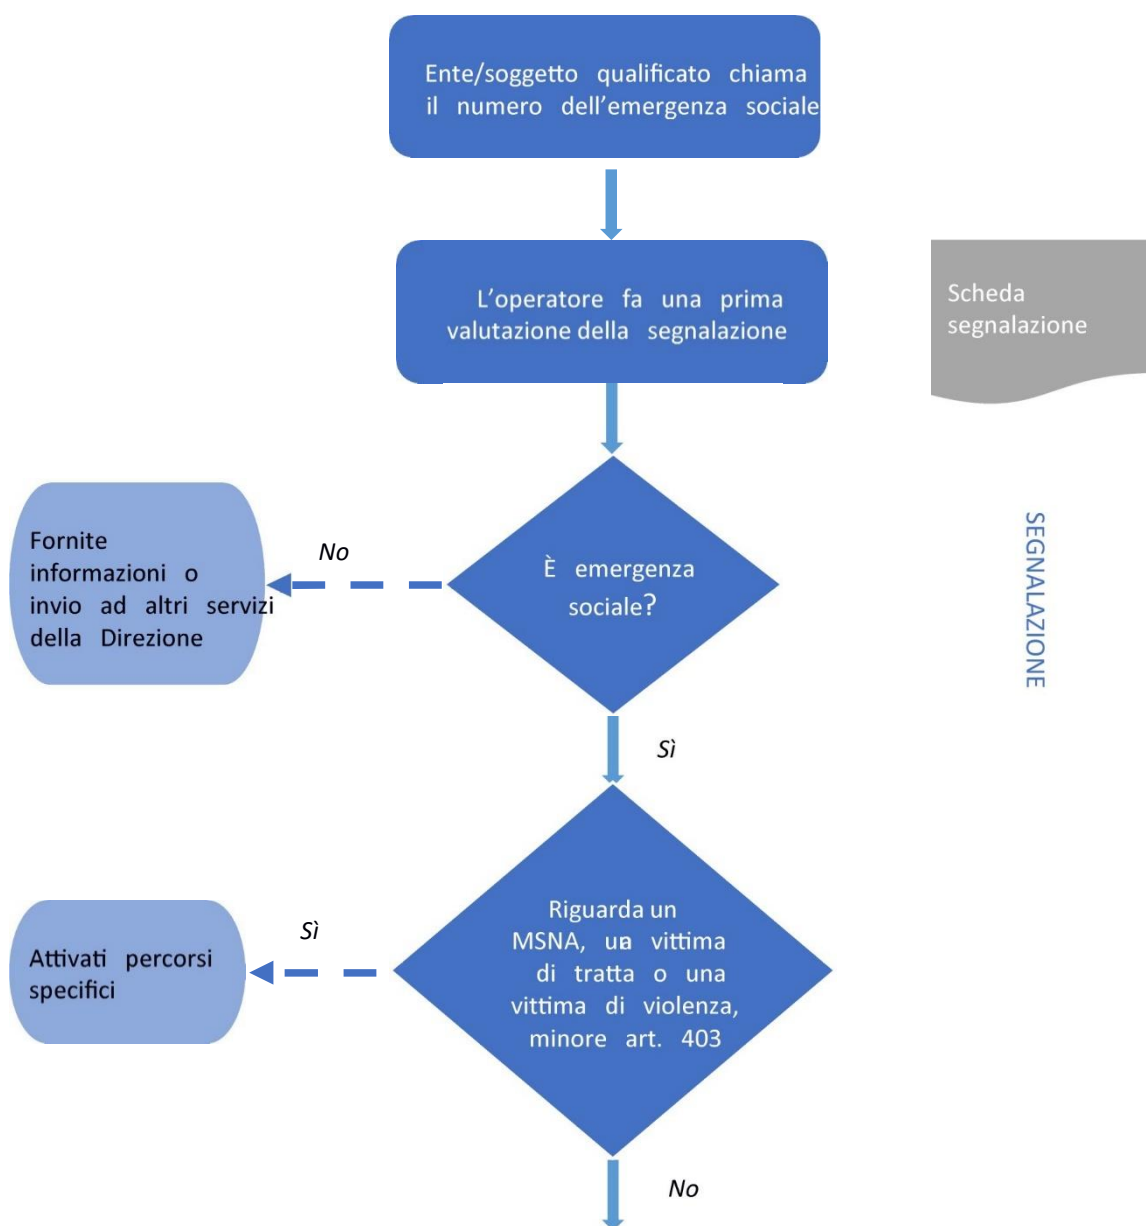 Ente/soggetto qualificato chiama
il numero dell'emergenza sociale
L'operatore fa una prima
valutazione della segnalazione
Scheda
segnalazione
SEGNALAZIONE
È emergenza
sociale?
No
Fornite
informazioni o
invio ad altri servizi
della Direzione
Sì
Riguarda un
MSNA, una vittima
di tratta o una
vittima di violenza,
minore art. 403
Sì
Attivati percorsi
specifici
No